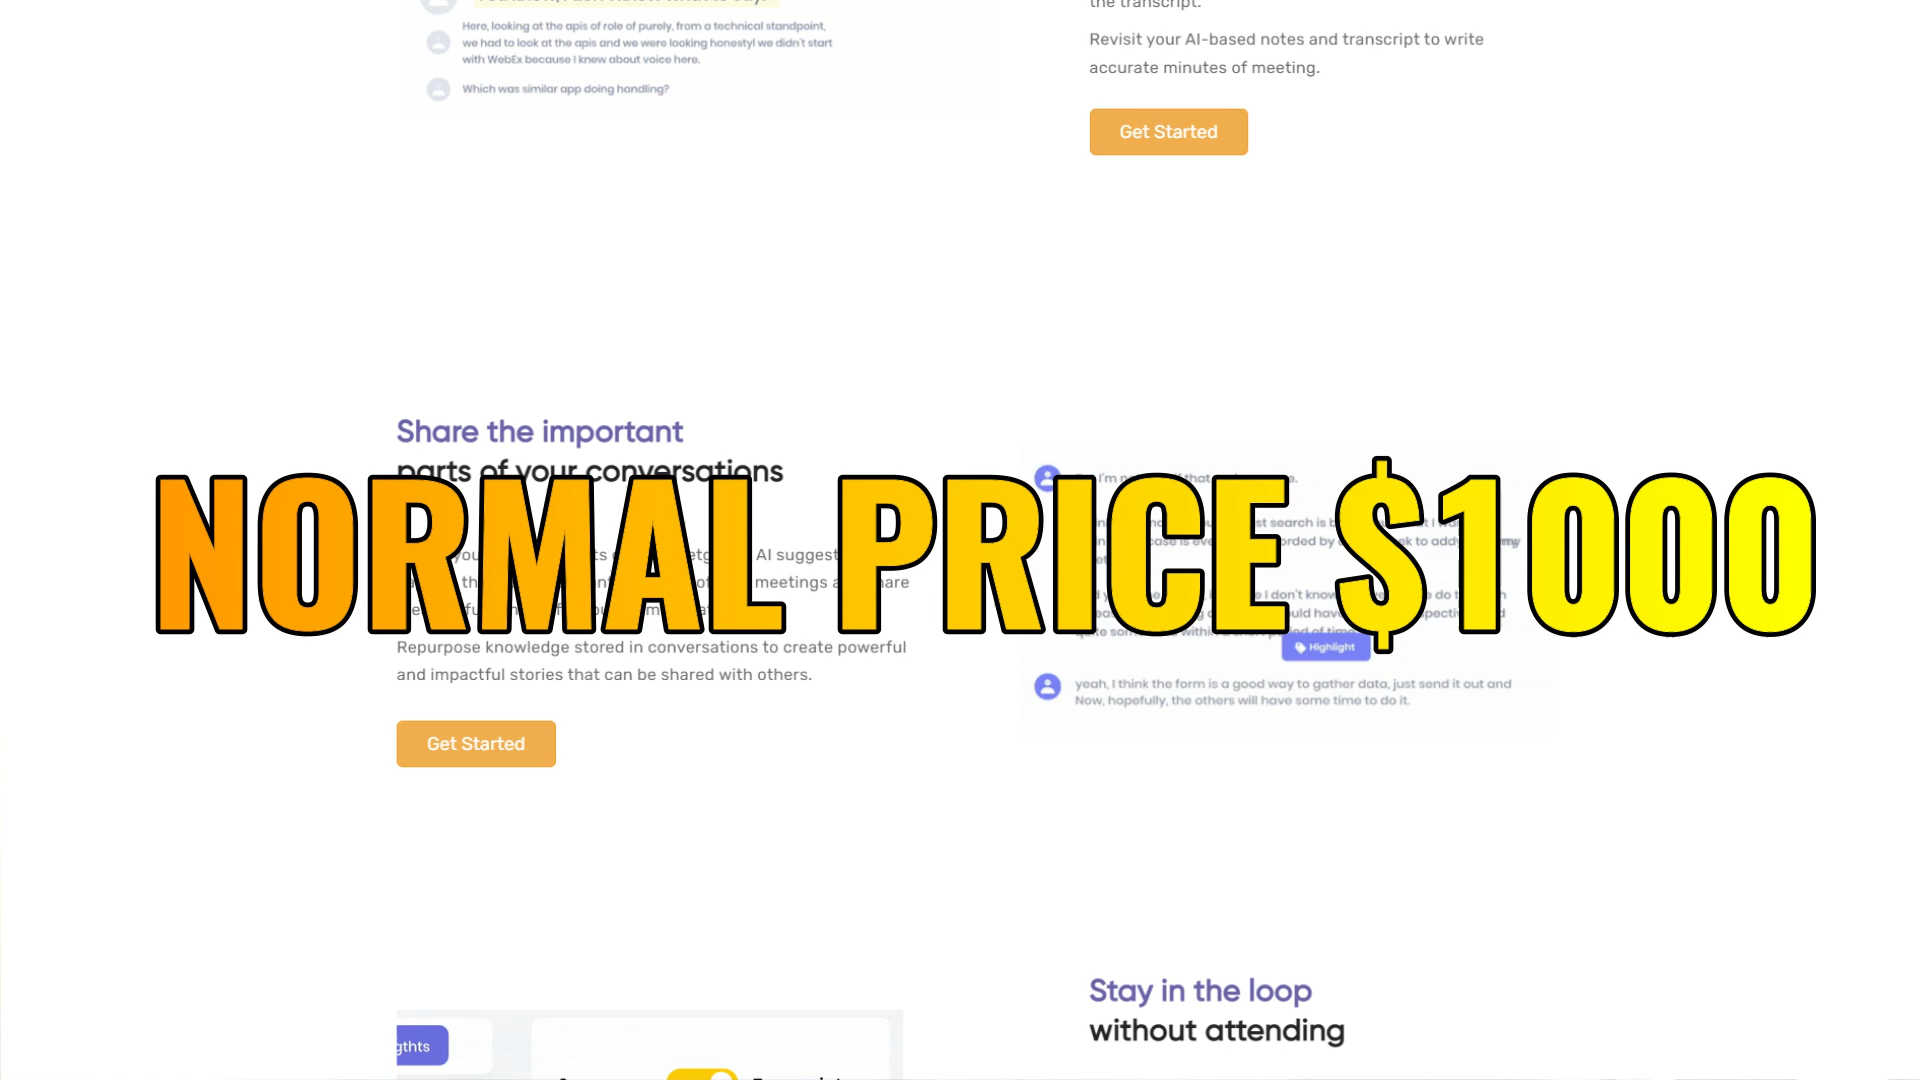 Here, looking at the apis of role of purely, from a technical standpoint,
we had to look at the apis and we were looking honestyl we didn't start
with WebEx because I knew about voice here.
Which was similar app doing handling?
the transcript.
Revisit your AI-based notes and transcript to write
accurate minutes of meeting.
Get Started
Share the important
parts of your conversations
NORMAL PRICE $1000
AI suggest
meetings
Repurpose knowledge stored in conversations to create powerful
and impactful stories that can be shared with others.
Get Started
Highlight
yeah, I think the form is a good way to gather data, just send it out and
Now, hopefully, the others will have some time to do it.
Stay in the loop
without attending